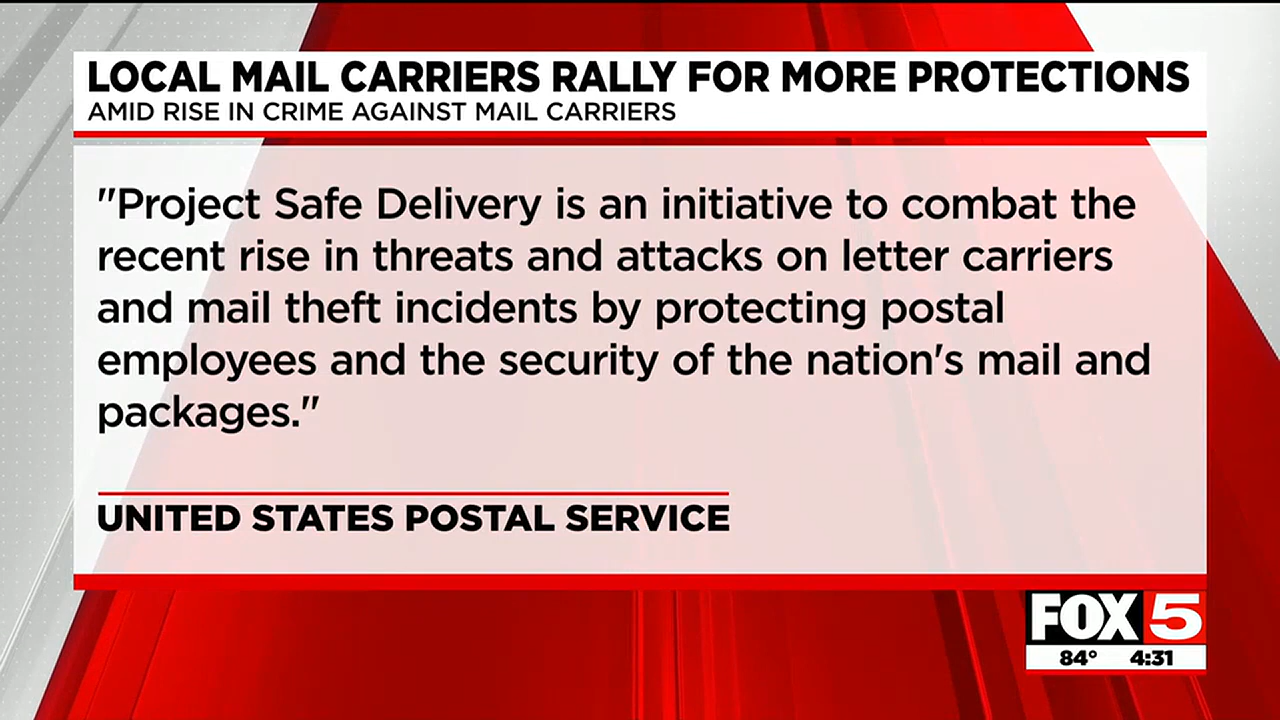 LOCAL MAIL CARRIERS RALLY FOR MORE PROTECTIONS
AMID RISE IN CRIME AGAINST MAIL CARRIERS
"Project Safe Delivery is an initiative to combat the
recent rise in threats and attacks on letter carriers
and mail theft incidents by protecting postal
employees and the security of the nation's mail and
packages."
UNITED STATES POSTAL SERVICE
FOX 5
84° 4:31